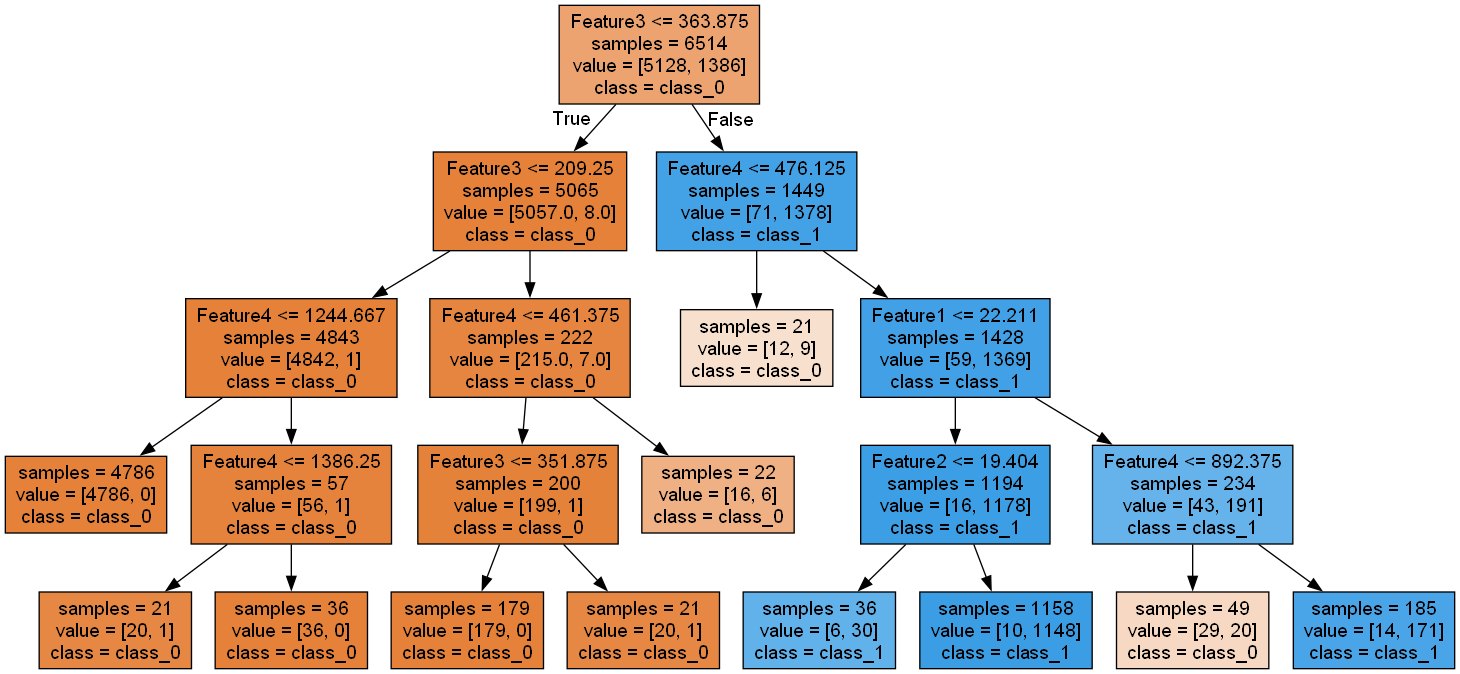 Feature3 <= 363.875
samples = 6514
value = [5128, 1386]
class = class_0
True
False
Feature3 <= 209.25
samples = 5065
value = [5057.0, 8.0]
class = class_0
Feature4 <= 476.125
samples = 1449
value = [71, 1378]
class = class_1
Feature4 <= 1244.667
samples = 4843
value = [4842, 1]
class = class_0
Feature4 <= 461.375
samples = 222
value = [215.0, 7.0]
class = class_0
samples = 21
value = [12, 9]
class = class_0
Feature1 <= 22.211
samples = 1428
value = [59, 1369]
class = class_1
samples = 4786
value = [4786, 0]
class = class_0
Feature4 <= 1386.25
samples = 57
value = [56, 1]
class = class_0
Feature3 <= 351.875
samples = 200
value = [199, 1]
class = class_0
samples = 22
value = [16, 6]
class = class_0
Feature2 <= 19.404
samples = 1194
value = [16, 1178]
class = class_1
Feature4 <= 892.375
samples = 234
value = [43, 191]
class = class_1
samples = 21
value = [20, 1]
class = class_0
samples = 36
value = [36, 0]
class = class_0
samples = 179
value = [179, 0]
class = class_0
samples = 21
value = [20, 1]
class = class_0
samples = 36
value = [6, 30]
class = class_1
samples = 1158
value = [10, 1148]
class = class_1
samples = 49
value = [29, 20]
class = class_0
samples = 185
value = [14, 171]
class = class_1